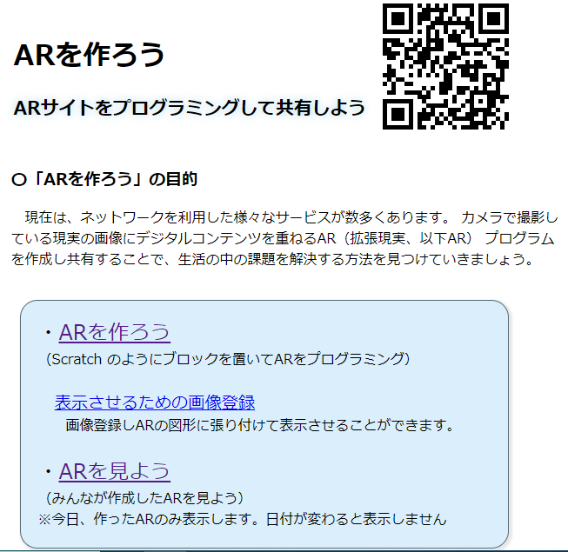 ARを作ろう
ARサイトをプログラミングして共有しよう
○「ARを作ろう」の目的
　現在は、ネットワークを利用した様々なサービスが数多くあります。 カメラで撮影し
ている現実の画像にデジタルコンテンツを重ねるAR（拡張現実、以下AR） プログラム
を作成し共有することで、生活の中の課題を解決する方法を見つけていきましょう。
・ARを作ろう
（Scratch のようにブロックを置いてARをプログラミング）
表示させるための画像登録
画像登録しARの図形に張り付けて表示させることができます。
・ARを見よう
（みんなが作成したARを見よう）
※今日、作ったARのみ表示します。日付が変わると表示しません